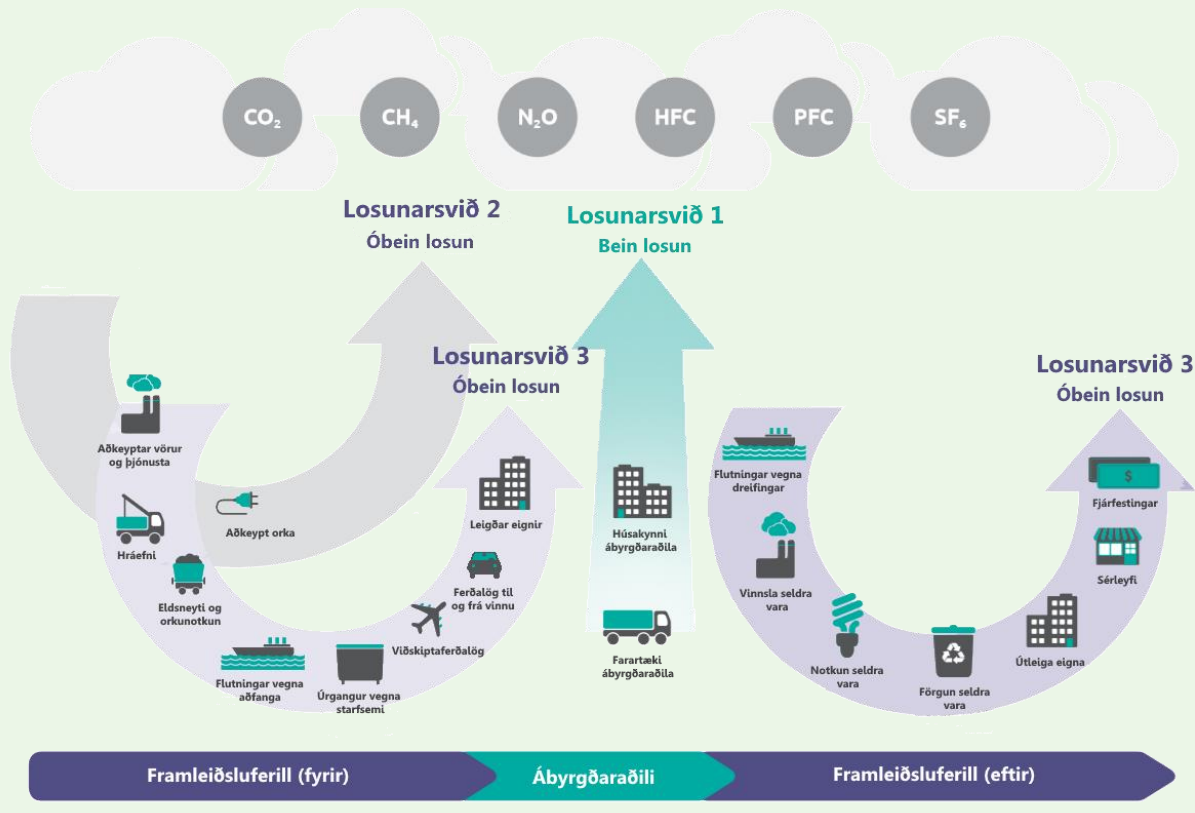 CO₂
CH₄
N₂O
HFC
PFC
SF₆
Losunarsvið 2
Óbein losun
Losunarsvið 1
Bein losun
Losunarsvið 3
Óbein losun
Losunarsvið 3
Óbein losun
Aðkeyptar vörur
og þjónusta
Hráefni
Aðkeypt orka
Eldsneyti og
orkunotkun
Flutningar vegna
aðfanga
Úrgangur vegna
starfsemi
Viðskiptaferðalög
Ferðalög til
og frá vinnu
Leigðar eignir
Húsakynni
ábyrgðaraðila
Farartæki
ábyrgðaraðila
Flutningar vegna
dreifingar
Vinnsla seldra
vara
Notkun seldra
vara
Förgun seldra
vara
Útleiga eigna
Sérleyfi
$
Fjárfestingar
Framleiðsluferill (fyrir)
Ábyrgðaraðili
Framleiðsluferill (eftir)